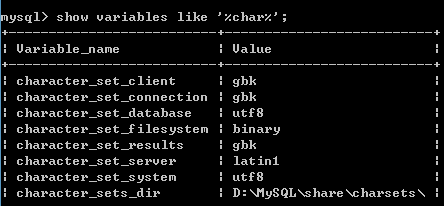 mysql> show variables like '%char%';
+--------------------------+-------------------------+
¦ Variable_name ¦ Value ¦
+--------------------------+-------------------------+
¦ character_set_client ¦ gbk ¦
¦ character_set_connection ¦ gbk ¦
¦ character_set_database ¦ utf8 ¦
¦ character_set_filesystem ¦ binary ¦
¦ character_set_results ¦ gbk ¦
¦ character_set_server ¦ latin1 ¦
¦ character_set_system ¦ utf8 ¦
¦ character_sets_dir ¦ D:\MySQL\share\charsets\ ¦